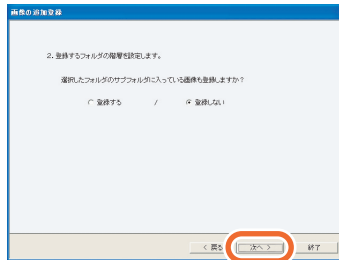 画像の追加登録
2.登録するフォルダの階層を設定します。
選択したフォルダのサブフォルダに入っている画像も登録しますか?
登録する / 登録しない
< 戻る 次へ > 終了